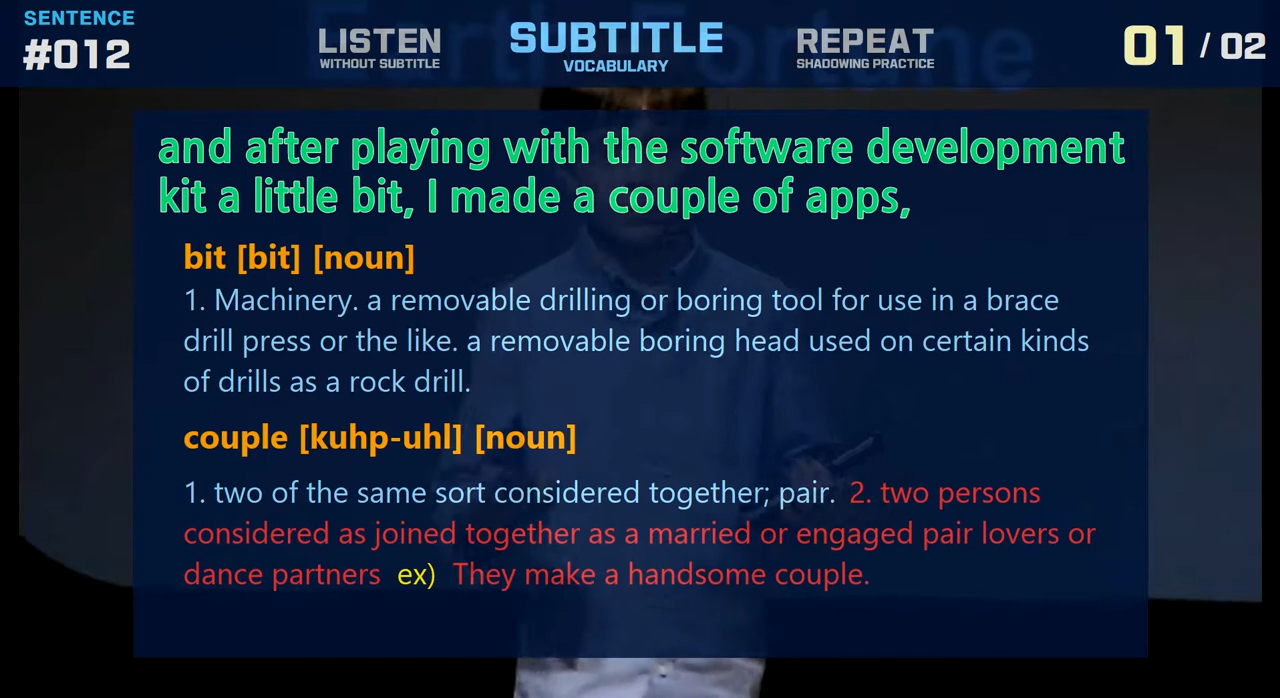 SENTENCE
#012
LISTEN
WITHOUT SUBTITLE
SUBTITLE
VOCABULARY
REPEAT
SHADOWING PRACTICE
01 / 02
and after playing with the software development
kit a little bit, I made a couple of apps,
bit [bit] [noun]
1. Machinery. a removable drilling or boring tool for use in a brace
drill press or the like. a removable boring head used on certain kinds
of drills as a rock drill.
couple [kuhp-uhl] [noun]
1. two of the same sort considered together; pair. 2. two persons
considered as joined together as a married or engaged pair lovers or
dance partners ex) They make a handsome couple.